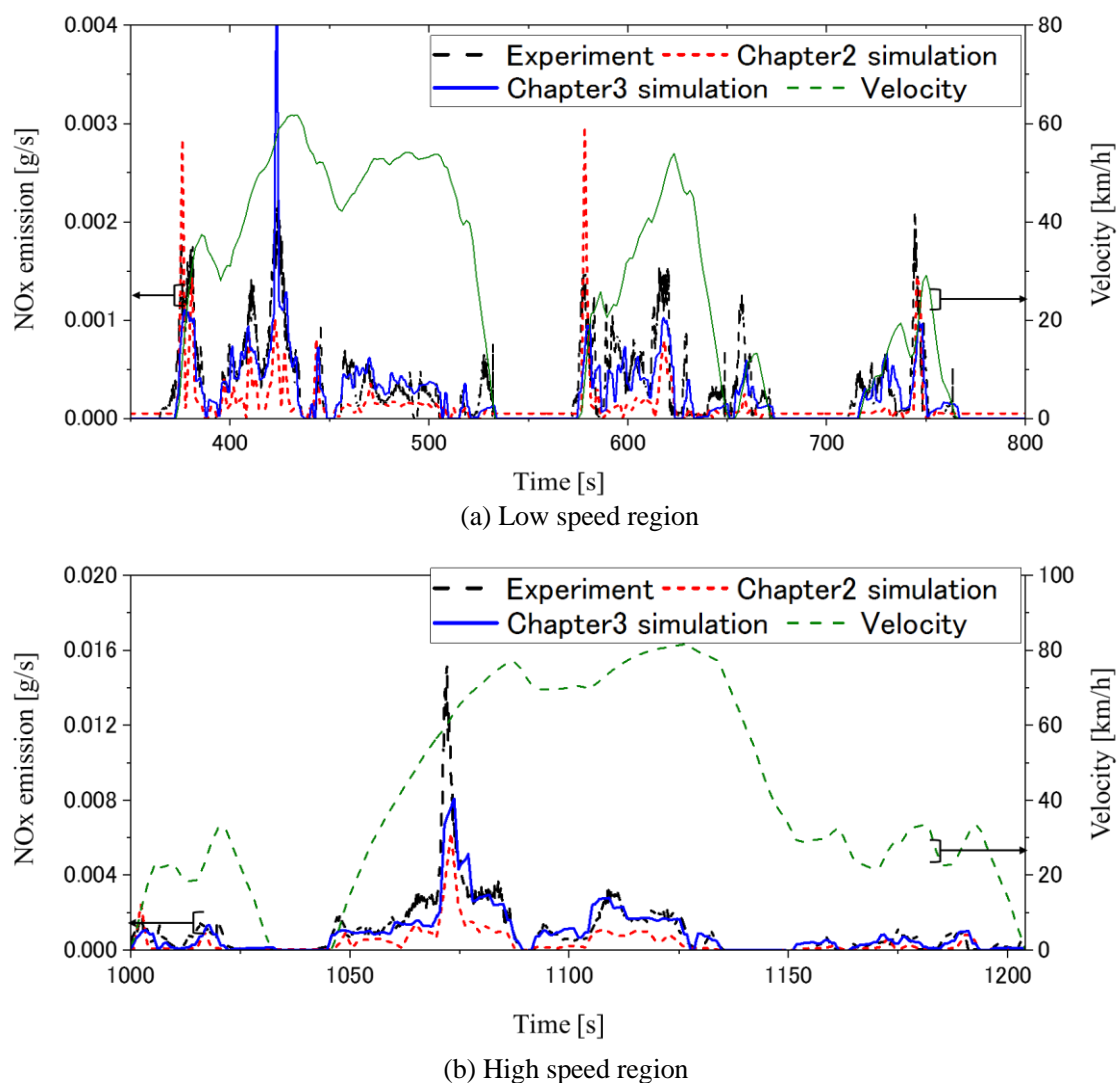 0.004
80
Experiment
Chapter2 simulation
Chapter3 simulation
Velocity
0.003
60
0.002
40
0.001
20
0.000
0
NOx emission [g/s]
Velocity [km/h]
400
500
600
700
800
Time [s]
(a) Low speed region
0.020
100
Experiment
Chapter2 simulation
Chapter3 simulation
Velocity
0.016
80
0.012
60
0.008
40
0.004
20
0.000
0
NOx emission [g/s]
Velocity [km/h]
1000
1050
1100
1150
1200
Time [s]
(b) High speed region